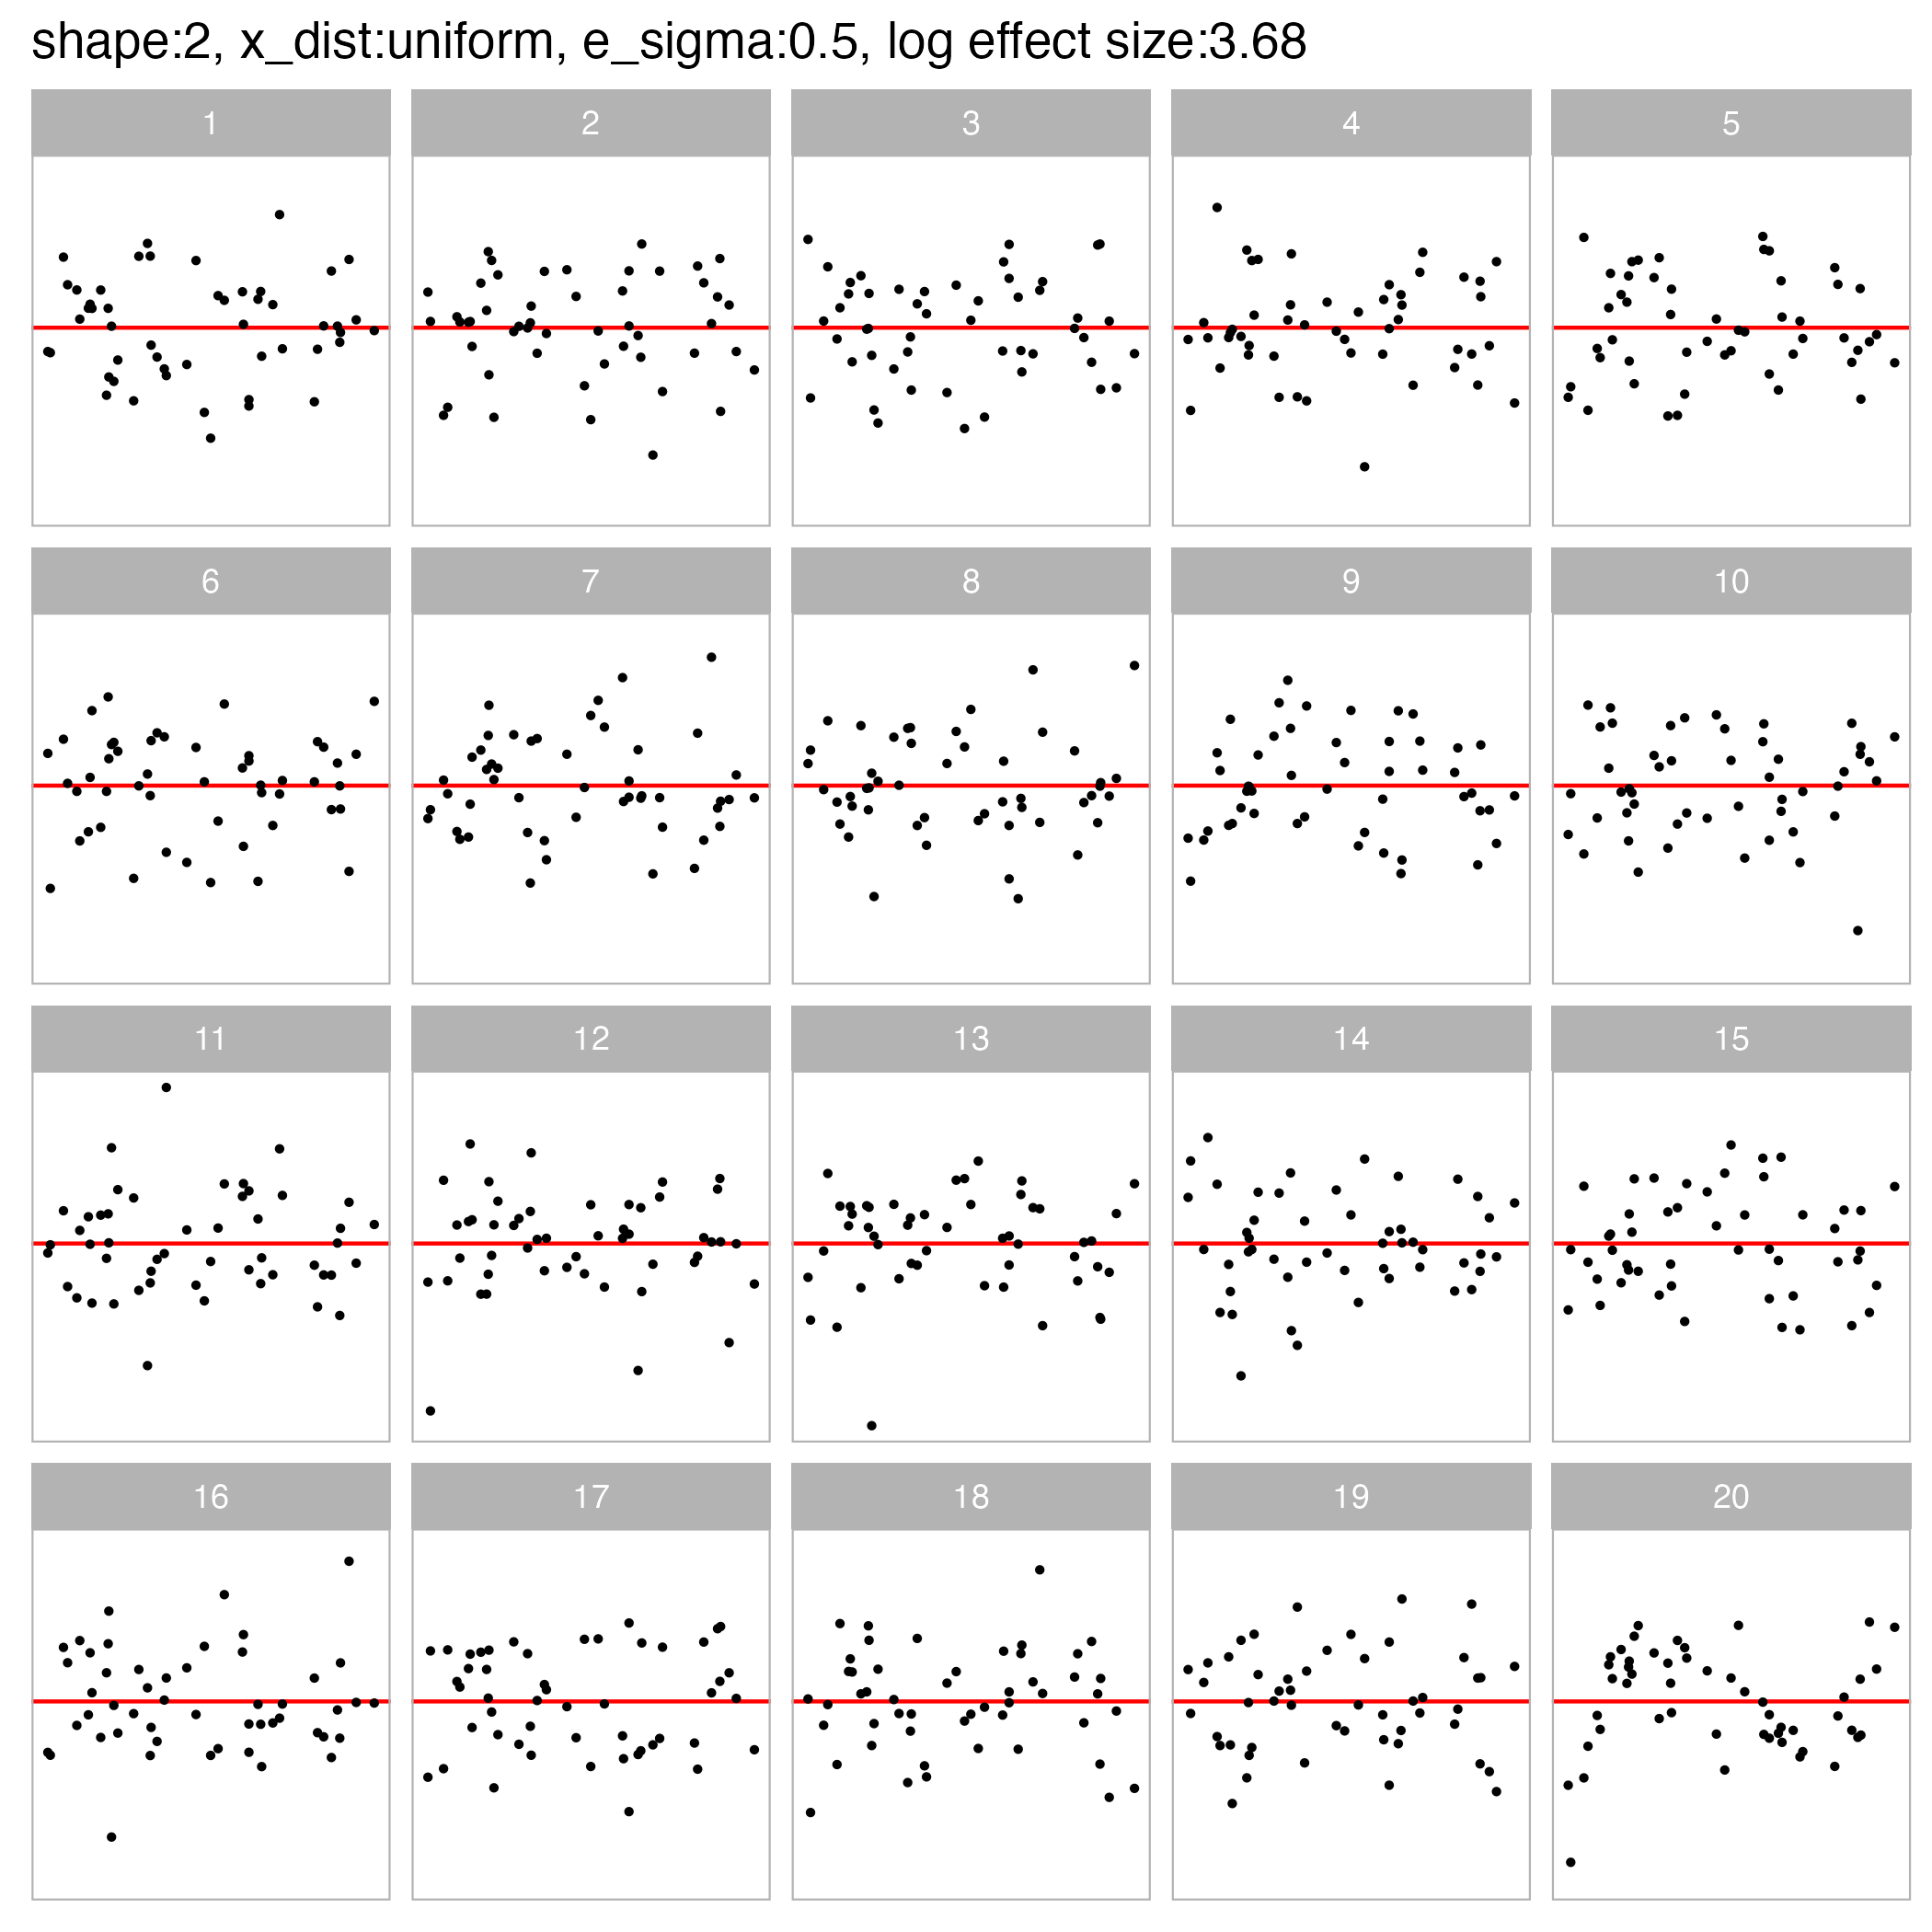 shape:2, x_dist:uniform, e_sigma:0.5, log effect size:3.68
1 2 3 4 5
6 7 8 9 10
11 12 13 14 15
16 17 18 19 20